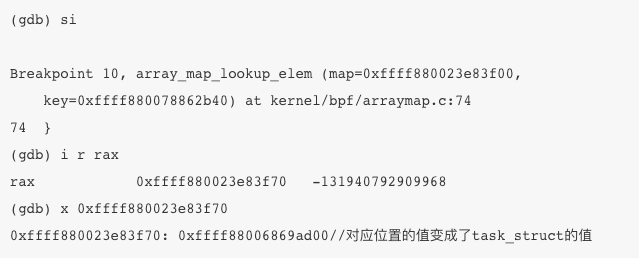 (gdb) si
Breakpoint 10, array_map_lookup_elem (map=0xffff880023e83f00,
    key=0xffff880078862b40) at kernel/bpf/arraymap.c:74
74  }
(gdb) i r rax
rax            0xffff880023e83f70   -131940792909968
(gdb) x 0xffff880023e83f70
0xffff880023e83f70: 0xffff88006869ad00//对应位置的值变成了task_struct的值